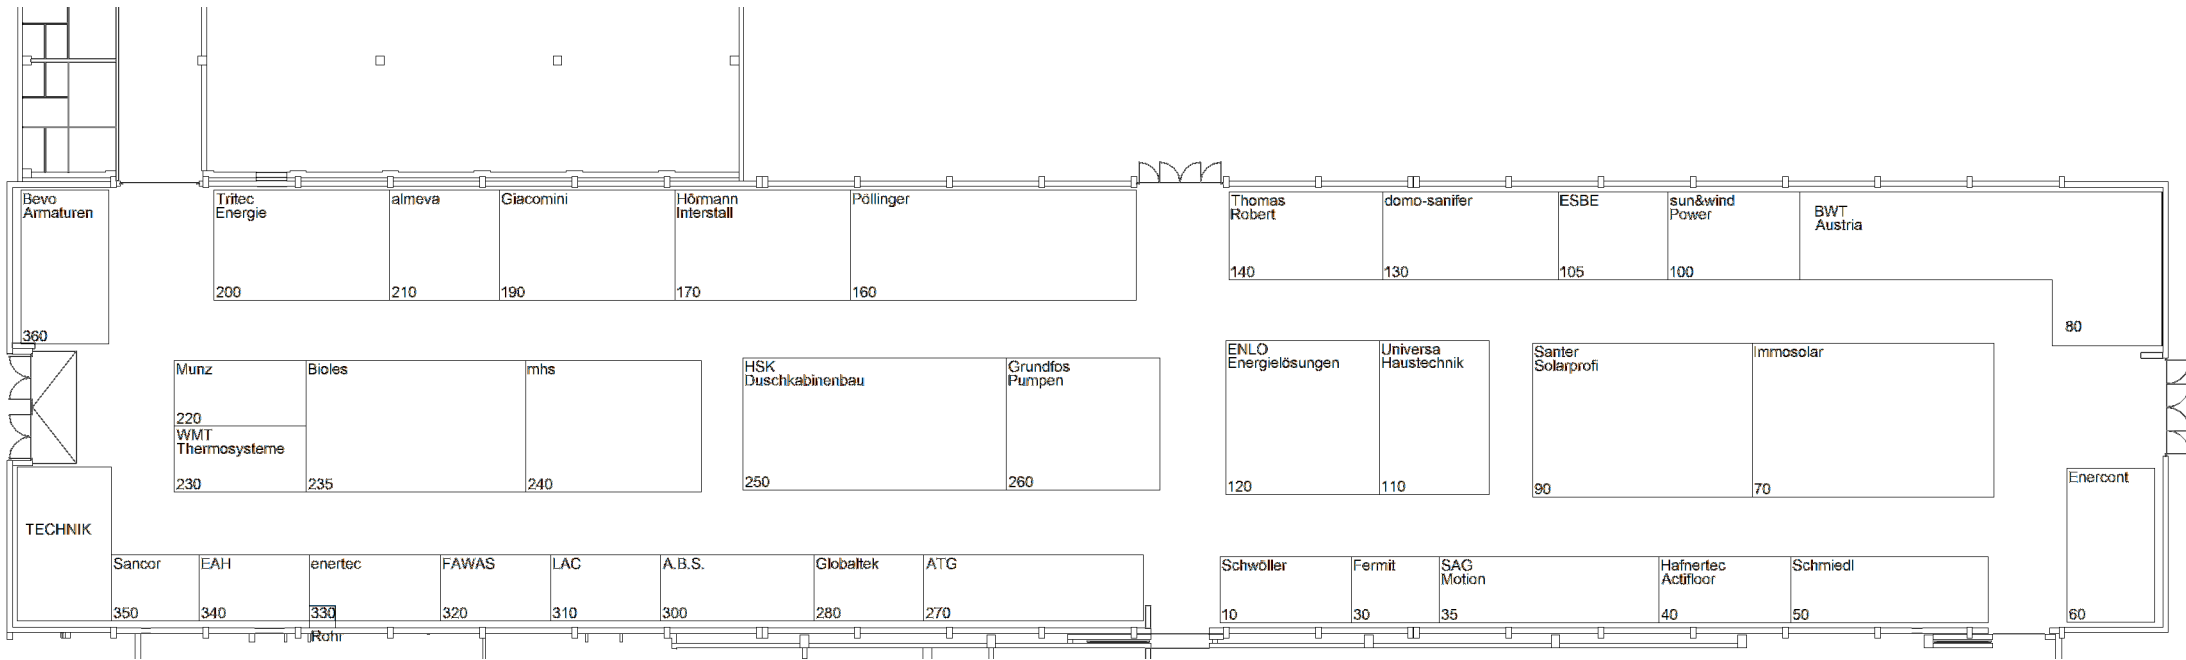 Bevo
Armaturen
360
Tritec
Energie
200
almeva
210
Giacomini
190
Hörmann
Interstall
170
Pöllinger
160
Thomas
Robert
140
domo-sanifer
130
ESBE
105
sun&wind
Power
100
BWT
Austria
80
Munz
220
WMT
Thermosysteme
230
Bioles
235
mhs
240
HSK
Duschkabinenbau
250
Grundfos
Pumpen
260
ENLO
Energielösungen
120
Universa
Haustechnik
110
Santer
Solarprofi
90
Immosolar
70
Enercont
60
TECHNIK
Sancor
350
EAH
340
enertec
330
Rohr
FAWAS
320
LAC
310
A.B.S.
300
Globaltek
280
ATG
270
Schwöller
10
Fermit
30
SAG
Motion
35
Hafnertec
Actifloor
40
Schmiedl
50